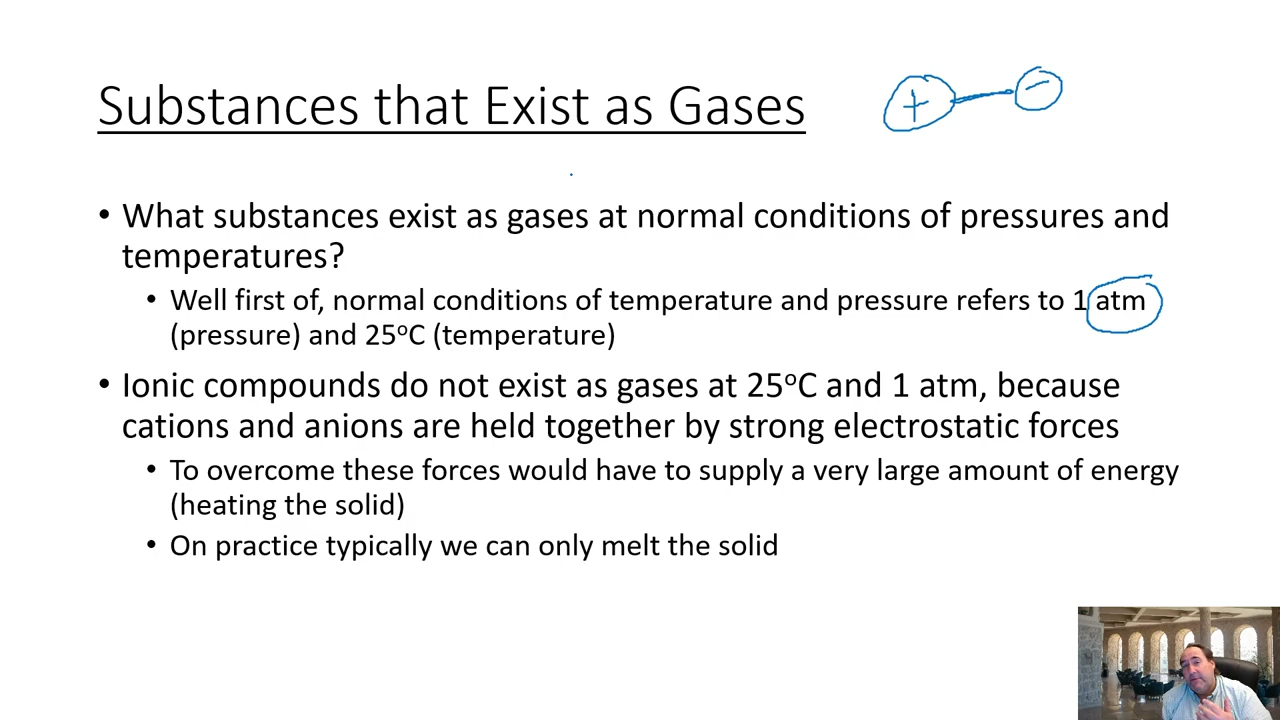 Substances that Exist as Gases
+ −
• What substances exist as gases at normal conditions of pressures and
temperatures?
• Well first of, normal conditions of temperature and pressure refers to 1 atm
(pressure) and 25°C (temperature)
• Ionic compounds do not exist as gases at 25°C and 1 atm, because
cations and anions are held together by strong electrostatic forces
• To overcome these forces would have to supply a very large amount of energy
(heating the solid)
• On practice typically we can only melt the solid